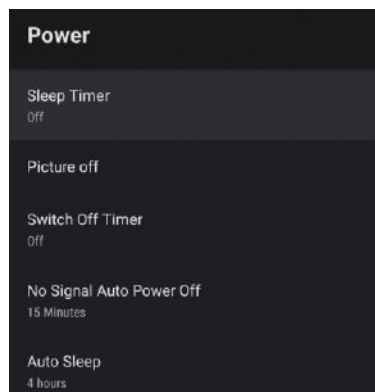 Power
Sleep Timer
Off
Picture off
Switch Off Timer
Off
No Signal Auto Power Off
15 Minutes
Auto Sleep
4 hours